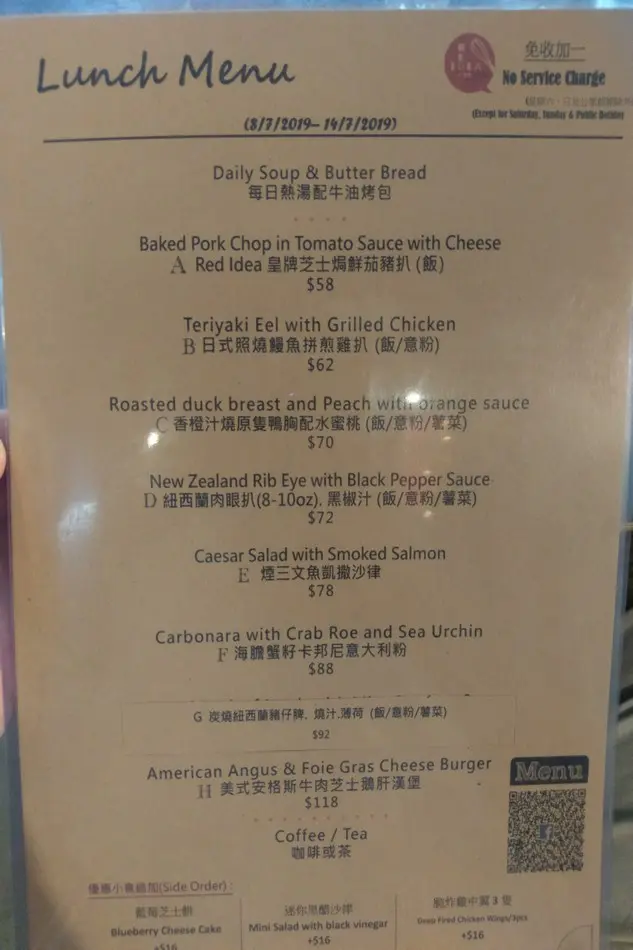 Lunch Menu
免收加一
No Service Charge
(Except for Saturday, Sunday & Public Holiday
(8/7/2019– 14/7/2019)
Daily Soup & Butter Bread
每日熱湯配牛油烤包
Baked Pork Chop in Tomato Sauce with Cheese
A Red Idea 皇牌芝士焗鮮茄豬扒 (飯)
$58
Teriyaki Eel with Grilled Chicken
B 日式照燒鰻魚拼煎雞扒 (飯/意粉)
$62
Roasted duck breast and Peach with orange sauce
C 香橙汁燒原隻鴨胸配水蜜桃 (飯/意粉/薯菜)
$70
New Zealand Rib Eye with Black Pepper Sauce
D 紐西蘭肉眼扒(8-10oz), 黑椒汁 (飯/意粉/薯菜)
$72
Caesar Salad with Smoked Salmon
E 煙三文魚凱撒沙律
$78
Carbonara with Crab Roe and Sea Urchin
F 海膽蟹籽卡邦尼意大利粉
$88
G 炭燒紐西蘭豬仔髀, 燒汁,薄荷 (飯/意粉/薯菜)
$92
American Angus & Foie Gras Cheese Burger
H 美式安格斯牛肉芝士鵝肝漢堡
$118
Coffee / Tea
咖啡或茶
Menu
優惠小食追加(Side Order) :
藍莓芝士餅
Blueberry Cheese Cake
+$16
迷你黑醋沙律
Mini Salad with black vinegar
+$16
脆炸雞中翼 3 隻
Deep Fired Chicken Wings/3pcs
+$16